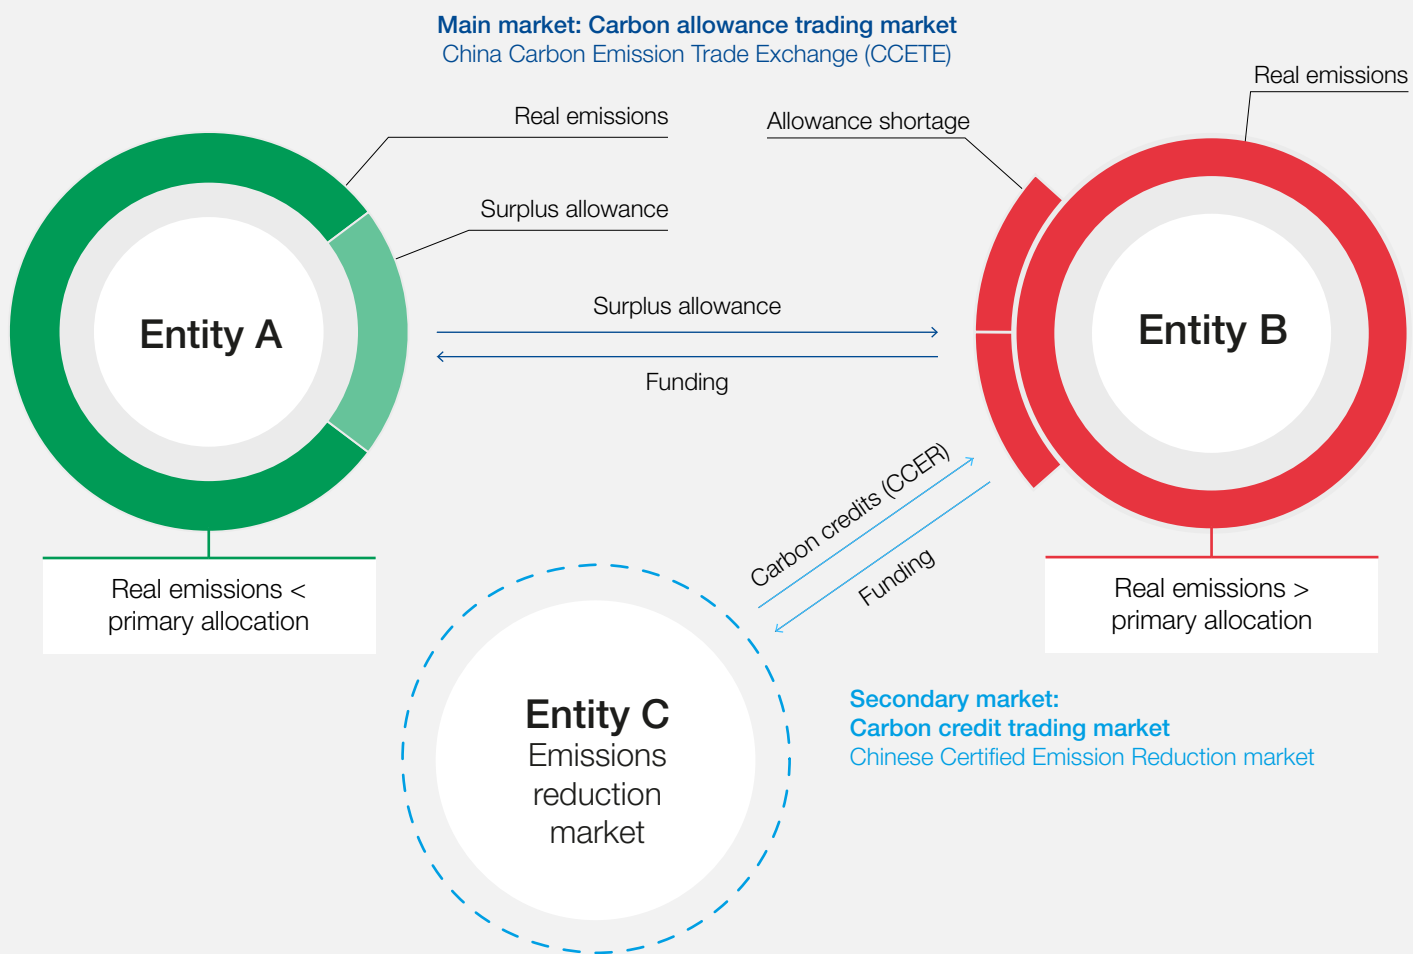 Main market: Carbon allowance trading market
China Carbon Emission Trade Exchange (CCETE)
Real emissions
Real emissions
Allowance shortage
Surplus allowance
Surplus allowance
Entity A
Entity B
Funding
Carbon credits (CCER)
Funding
Real emissions <
primary allocation
Real emissions >
primary allocation
Entity C
Emissions
reduction
market
Secondary market:
Carbon credit trading market
Chinese Certified Emission Reduction market